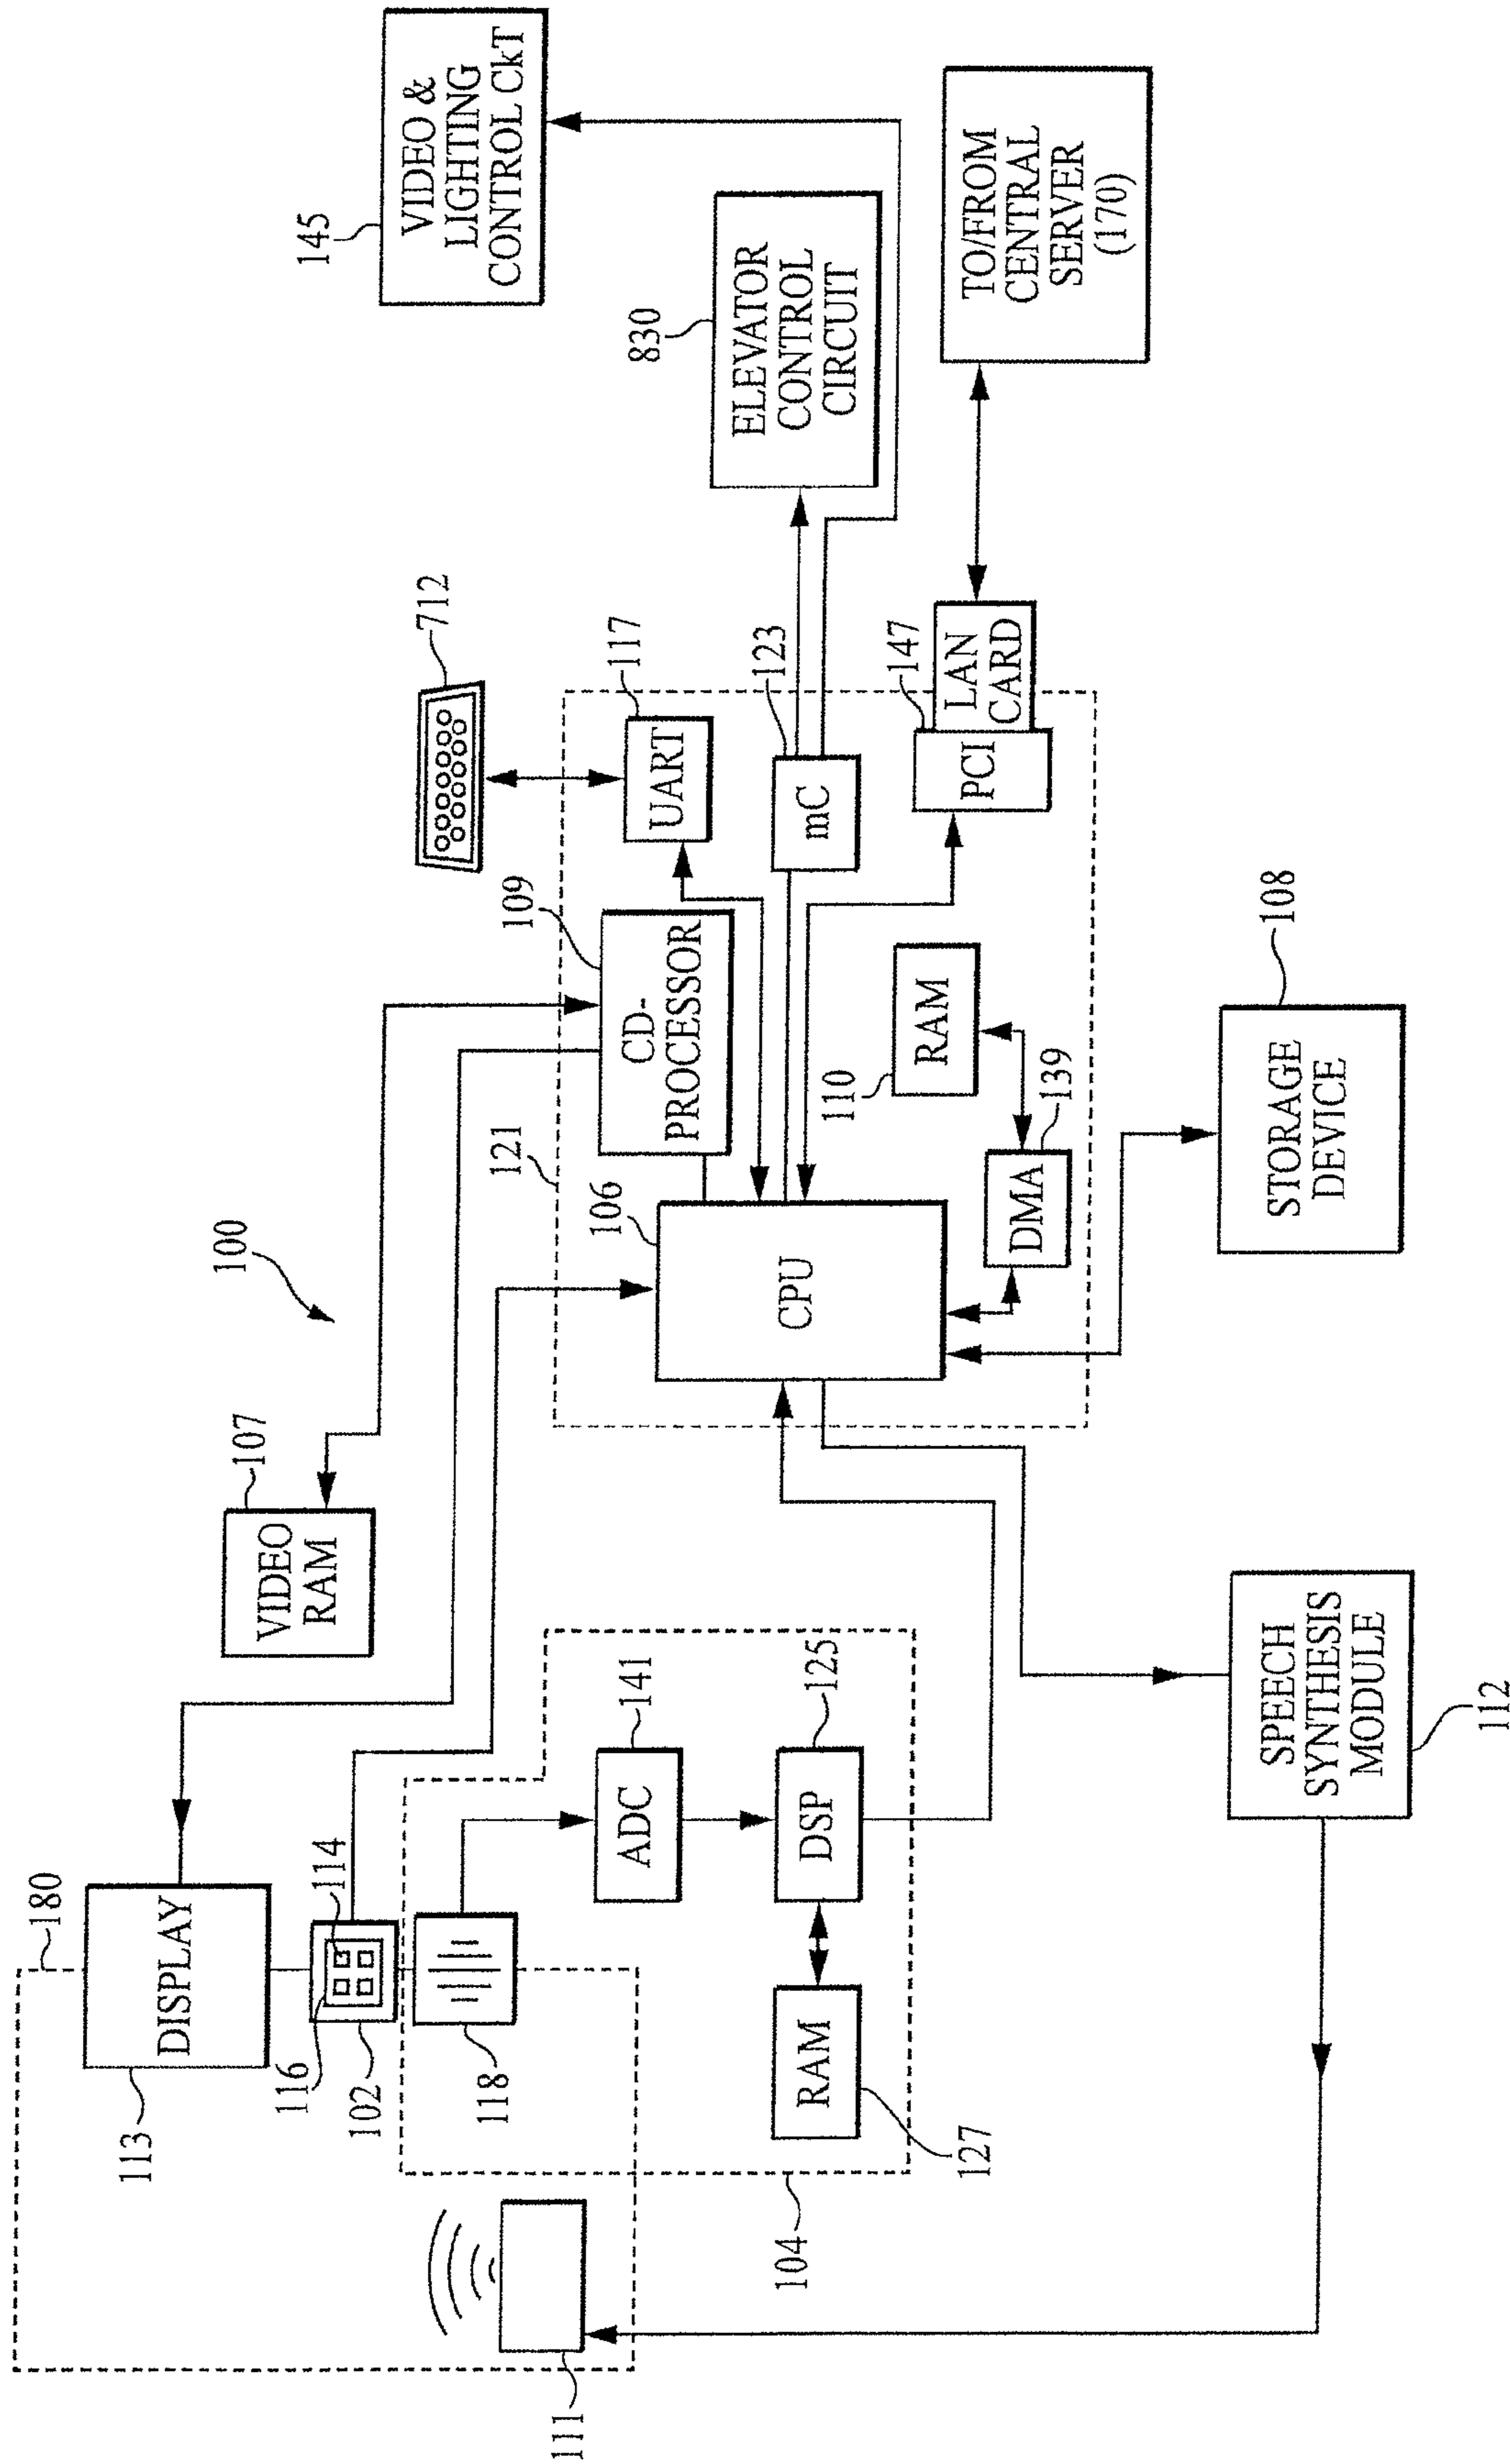 100
180
DISPLAY
113
116
114
102
118
111
104
ADC
141
DSP
125
RAM
127
VIDEO
RAM
107
121
106
CPU
CD-
PROCESSOR
109
712
UART
117
mC
123
PCI
LAN
CARD
147
RAM
110
DMA
139
STORAGE
DEVICE
108
SPEECH
SYNTHESIS
MODULE
112
145
VIDEO &
LIGHTING
CONTROL CkT
830
ELEVATOR
CONTROL
CIRCUIT
TO/FROM
CENTRAL
SERVER
(170)